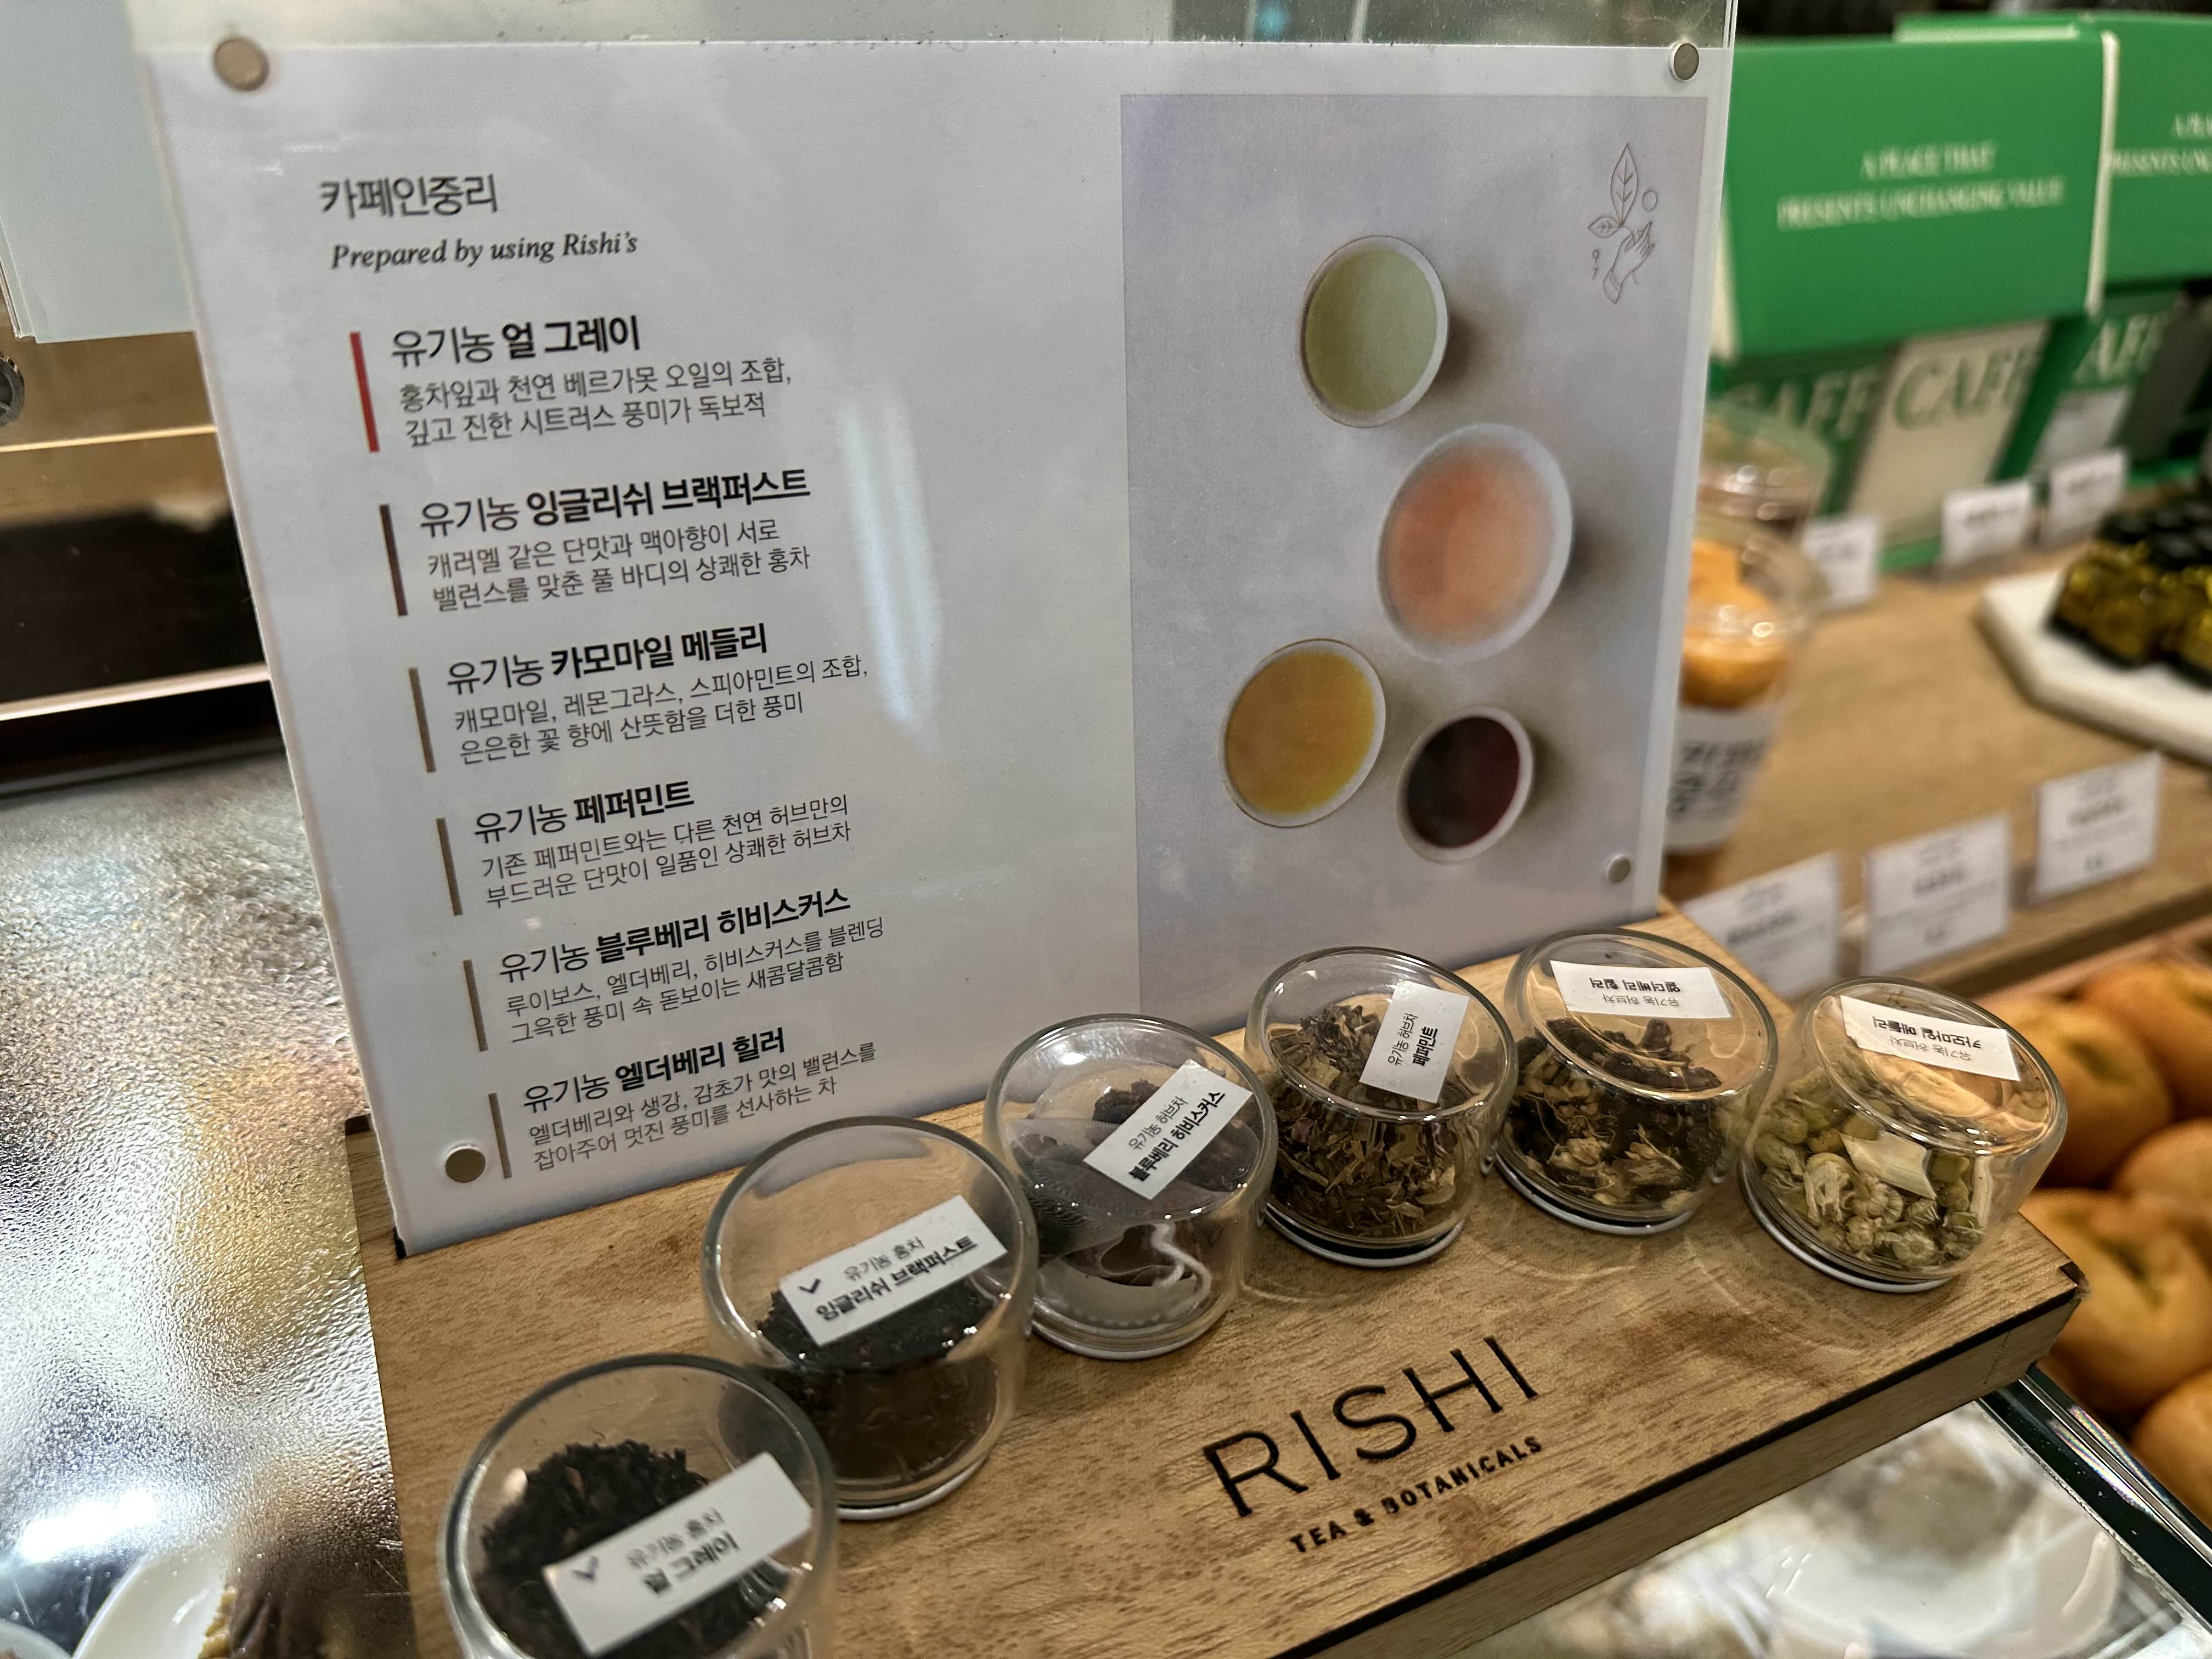 카페인중리
Prepared by using Rishi's
유기농 얼 그레이
홍차잎과 천연 베르가못 오일의 조합,
깊고 진한 시트러스 풍미가 독보적
유기농 잉글리쉬 브랙퍼스트
캐러멜 같은 단맛과 맥아향이 서로
밸런스를 맞춘 풀 바디의 상쾌한 홍차
유기농 카모마일 메들리
캐모마일, 레몬그라스, 스피아민트의 조합,
은은한 꽃 향에 산뜻함을 더한 풍미
유기농 페퍼민트
기존 페퍼민트와는 다른 천연 허브만의
부드러운 단맛이 일품인 상쾌한 허브차
유기농 블루베리 히비스커스
루이보스, 엘더베리, 히비스커스를 블렌딩
그윽한 풍미 속 돋보이는 새콤달콤함
유기농 엘더베리 힐러
엘더베리와 생강, 감초가 맛의 밸런스를
잡아주어 멋진 풍미를 선사하는 차
A PLACE THAT
PRESENTS UNCHANGING VALUE
CAFE
유기농 홍차
얼 그레이
유기농 홍차
잉글리쉬 브랙퍼스트
유기농 허브차
블루베리 히비스커스
유기농 허브차
페퍼민트
유기농 허브차
엘더베리 힐러
유기농 허브차
카모마일 메들리
RISHI
TEA & BOTANICALS